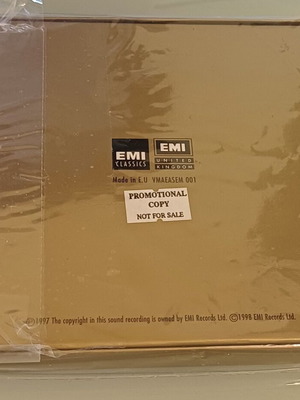 EMI
CLASSICS
EMI
UNITED
KINGDOM
Made in E.U VMAEASEM 001
PROMOTIONAL
COPY
NOT FOR SALE
Ⓟ1997 The copyright in this sound recording is owned by EMI Records Ltd. ©1998 EMI Records Ltd.